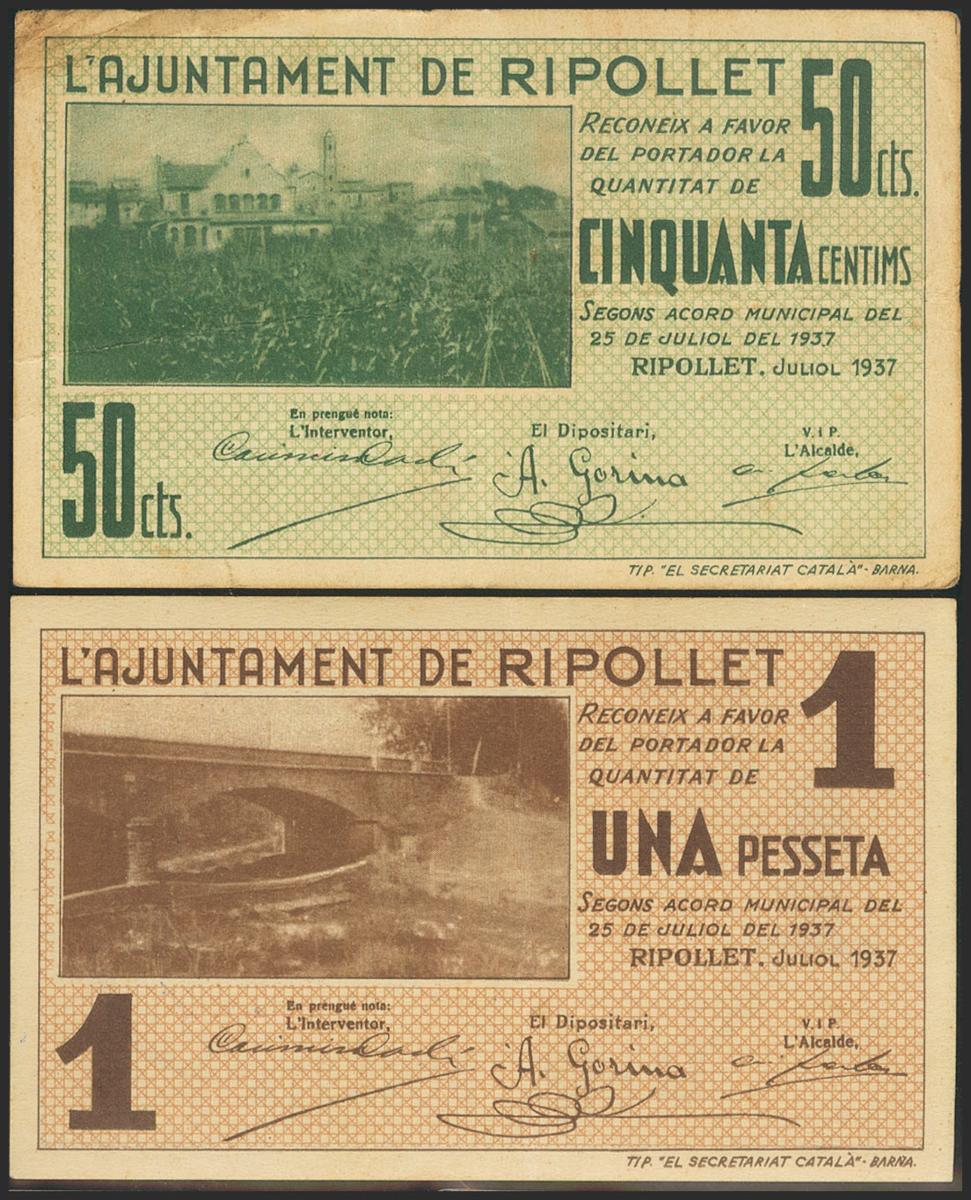 L'AJUNTAMENT DE RIPOLLET
50 cts.
RECONEIX A FAVOR
DEL PORTADOR LA
QUANTITAT DE
CINQUANTA CENTIMS
SEGONS ACORD MUNICIPAL DEL
25 DE JULIOL DEL 1937
RIPOLLET. JULIOL 1937
50 cts.
En prengué nota:
L'Interventor,
El Dipositari,
V. i P.
L'Alcalde,
A. Gorina
TIP. "EL SECRETARIAT CATALÀ"- BARNA.
L'AJUNTAMENT DE RIPOLLET
1
RECONEIX A FAVOR
DEL PORTADOR LA
QUANTITAT DE
UNA PESSETA
SEGONS ACORD MUNICIPAL DEL
25 DE JULIOL DEL 1937
RIPOLLET. JULIOL 1937
1
En prengué nota:
L'Interventor,
El Dipositari,
V. i P.
L'Alcalde,
A. Gorina
TIP. "EL SECRETARIAT CATALÀ"- BARNA.